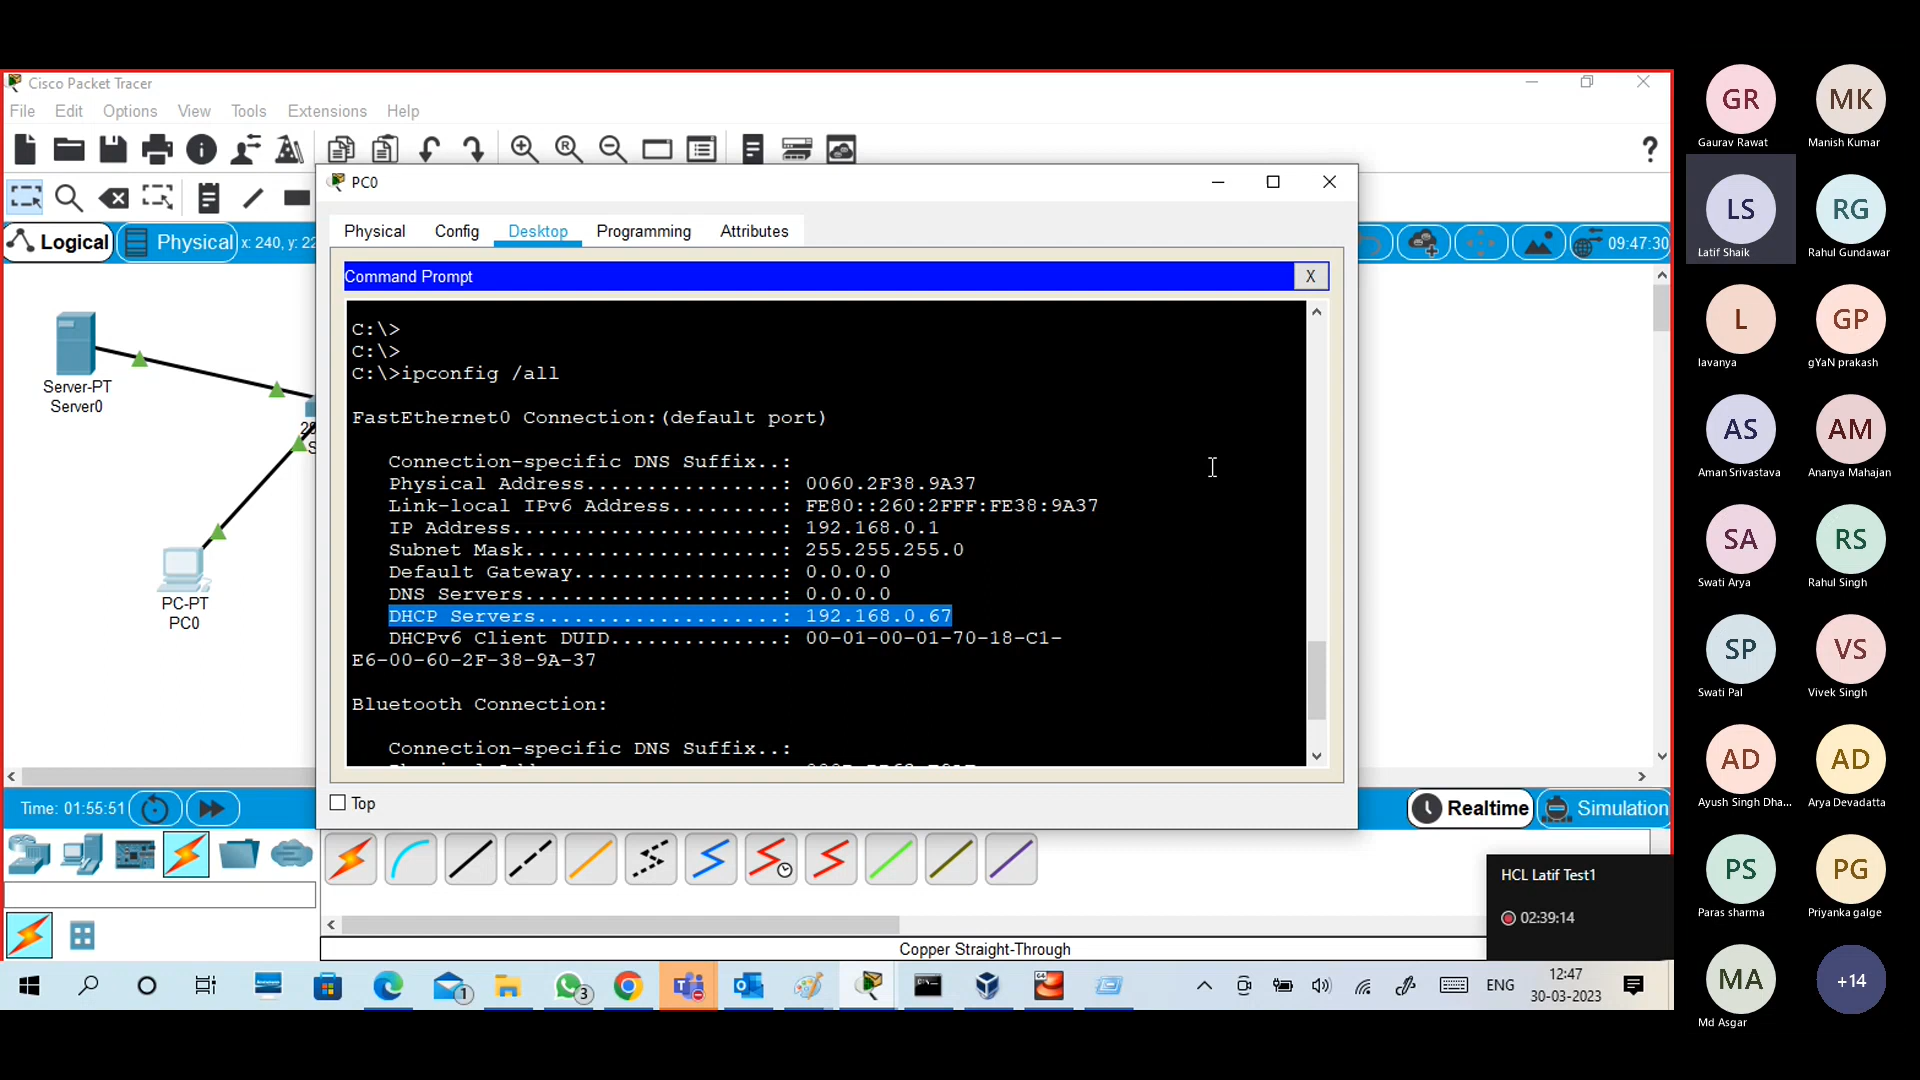 Cisco Packet Tracer
File Edit Options View Tools Extensions Help
PC0
Physical Config Desktop Programming Attributes
Logical Physical x: 240, y: 22
09:47:30
Command Prompt X
C:\>
C:\>
C:\>ipconfig /all
FastEthernet0 Connection:(default port)
Connection-specific DNS Suffix..:
Physical Address................: 0060.2F38.9A37
Link-local IPv6 Address.........: FE80::260:2FFF:FE38:9A37
IP Address......................: 192.168.0.1
Subnet Mask.....................: 255.255.255.0
Default Gateway.................: 0.0.0.0
DNS Servers.....................: 0.0.0.0
DHCP Servers....................: 192.168.0.67
DHCPv6 Client DUID..............: 00-01-00-01-70-18-C1-
E6-00-60-2F-38-9A-37
Bluetooth Connection:
Connection-specific DNS Suffix..:
Server-PT
Server0
29
S
PC-PT
PC0
Top
Time: 01:55:51
Realtime Simulation
Copper Straight-Through
HCL Latif Test1
02:39:14
1
3
64
ENG
12:47
30-03-2023
GR
Gaurav Rawat
MK
Manish Kumar
LS
Latif Shaik
RG
Rahul Gundawar
L
lavanya
GP
gYaN prakash
AS
Aman Srivastava
AM
Ananya Mahajan
SA
Swati Arya
RS
Rahul Singh
SP
Swati Pal
VS
Vivek Singh
AD
Ayush Singh Dha...
AD
Arya Devadatta
PS
Paras sharma
PG
Priyanka galge
MA
Md Asgar
+14